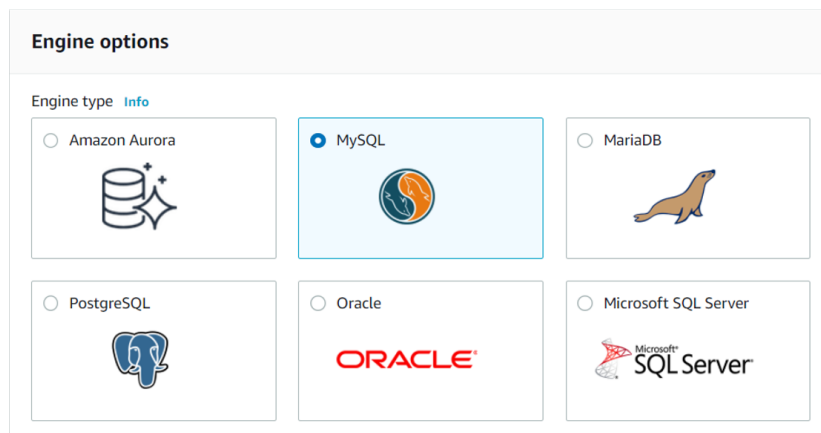 Engine options
Engine type Info
Amazon Aurora
MySQL
MariaDB
PostgreSQL
Oracle
ORACLE®
Microsoft SQL Server
Microsoft®
SQL Server®